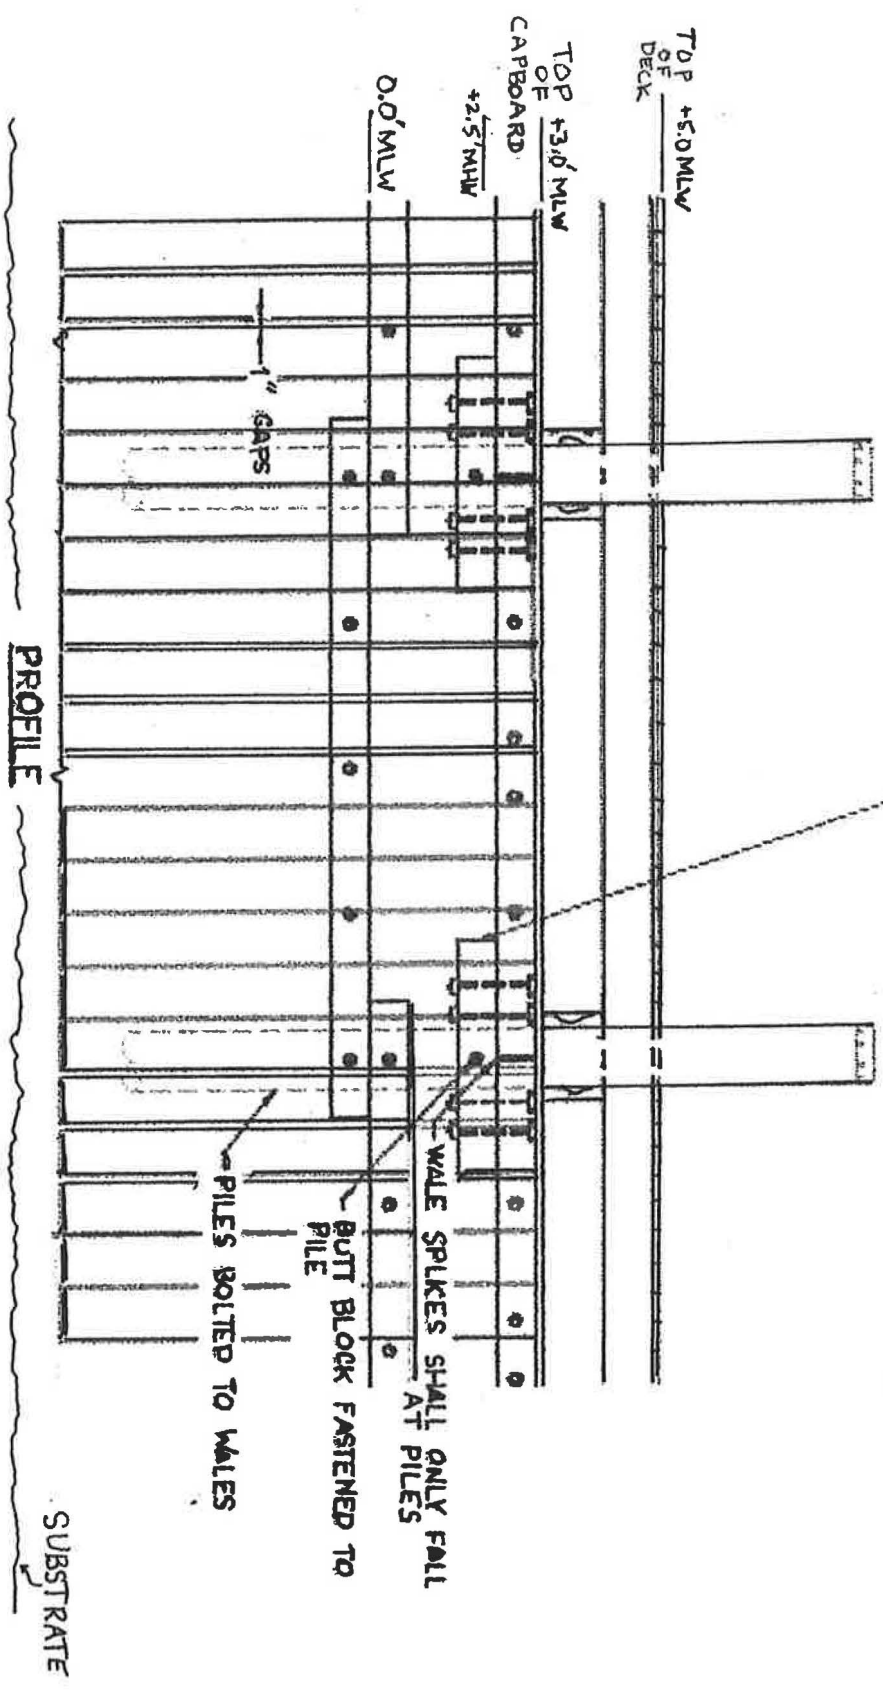 TOP +5.0 MLW
OF
DECK
TOP +3.0' MLW
OF
CAPBOARD
+2.5' MHW
0.0' MLW
1" GAPS
WALE SPLICES SHALL ONLY FALL
AT PILES
BUTT BLOCK FASTENED TO
PILE
PILES BOLTED TO WALES
PROFILE
SUBSTRATE